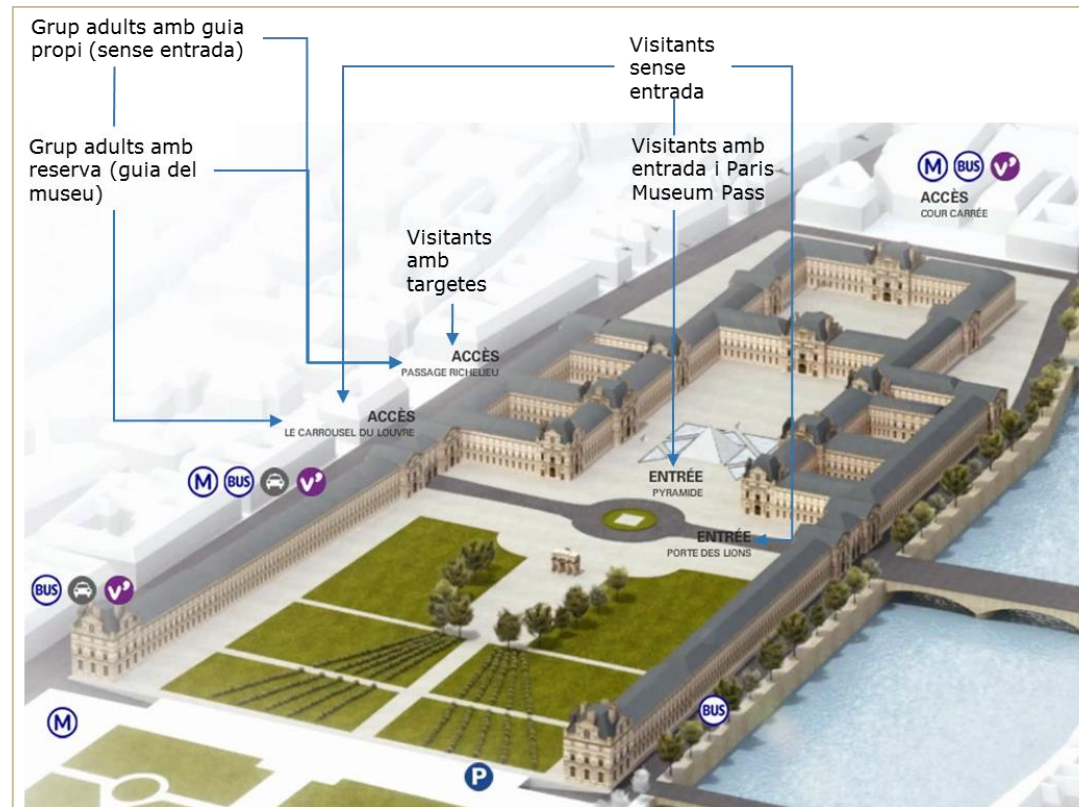 Grup adults amb guia
propi (sense entrada)
Visitants
sense
entrada
Grup adults amb
reserva (guia del
museu)
Visitants amb
entrada i Paris
Museum Pass
M BUS V'
ACCÈS
COUR CARRÉE
Visitants
amb
targetes
ACCÈS
PASSAGE RICHELIEU
ACCÈS
LE CARROUSEL DU LOUVRE
M BUS V'
ENTRÉE
PYRAMIDE
ENTRÉE
PORTE DES LIONS
BUS V'
BUS
M
P